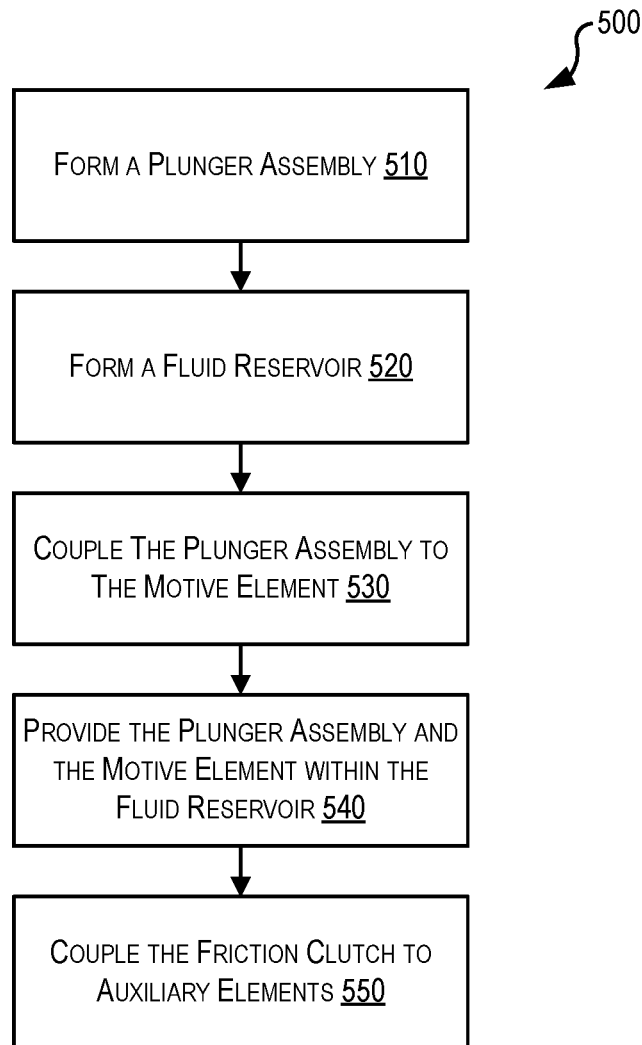 500
FORM A PLUNGER ASSEMBLY 510
FORM A FLUID RESERVOIR 520
COUPLE THE PLUNGER ASSEMBLY TO
THE MOTIVE ELEMENT 530
PROVIDE THE PLUNGER ASSEMBLY AND
THE MOTIVE ELEMENT WITHIN THE
FLUID RESERVOIR 540
COUPLE THE FRICTION CLUTCH TO
AUXILIARY ELEMENTS 550